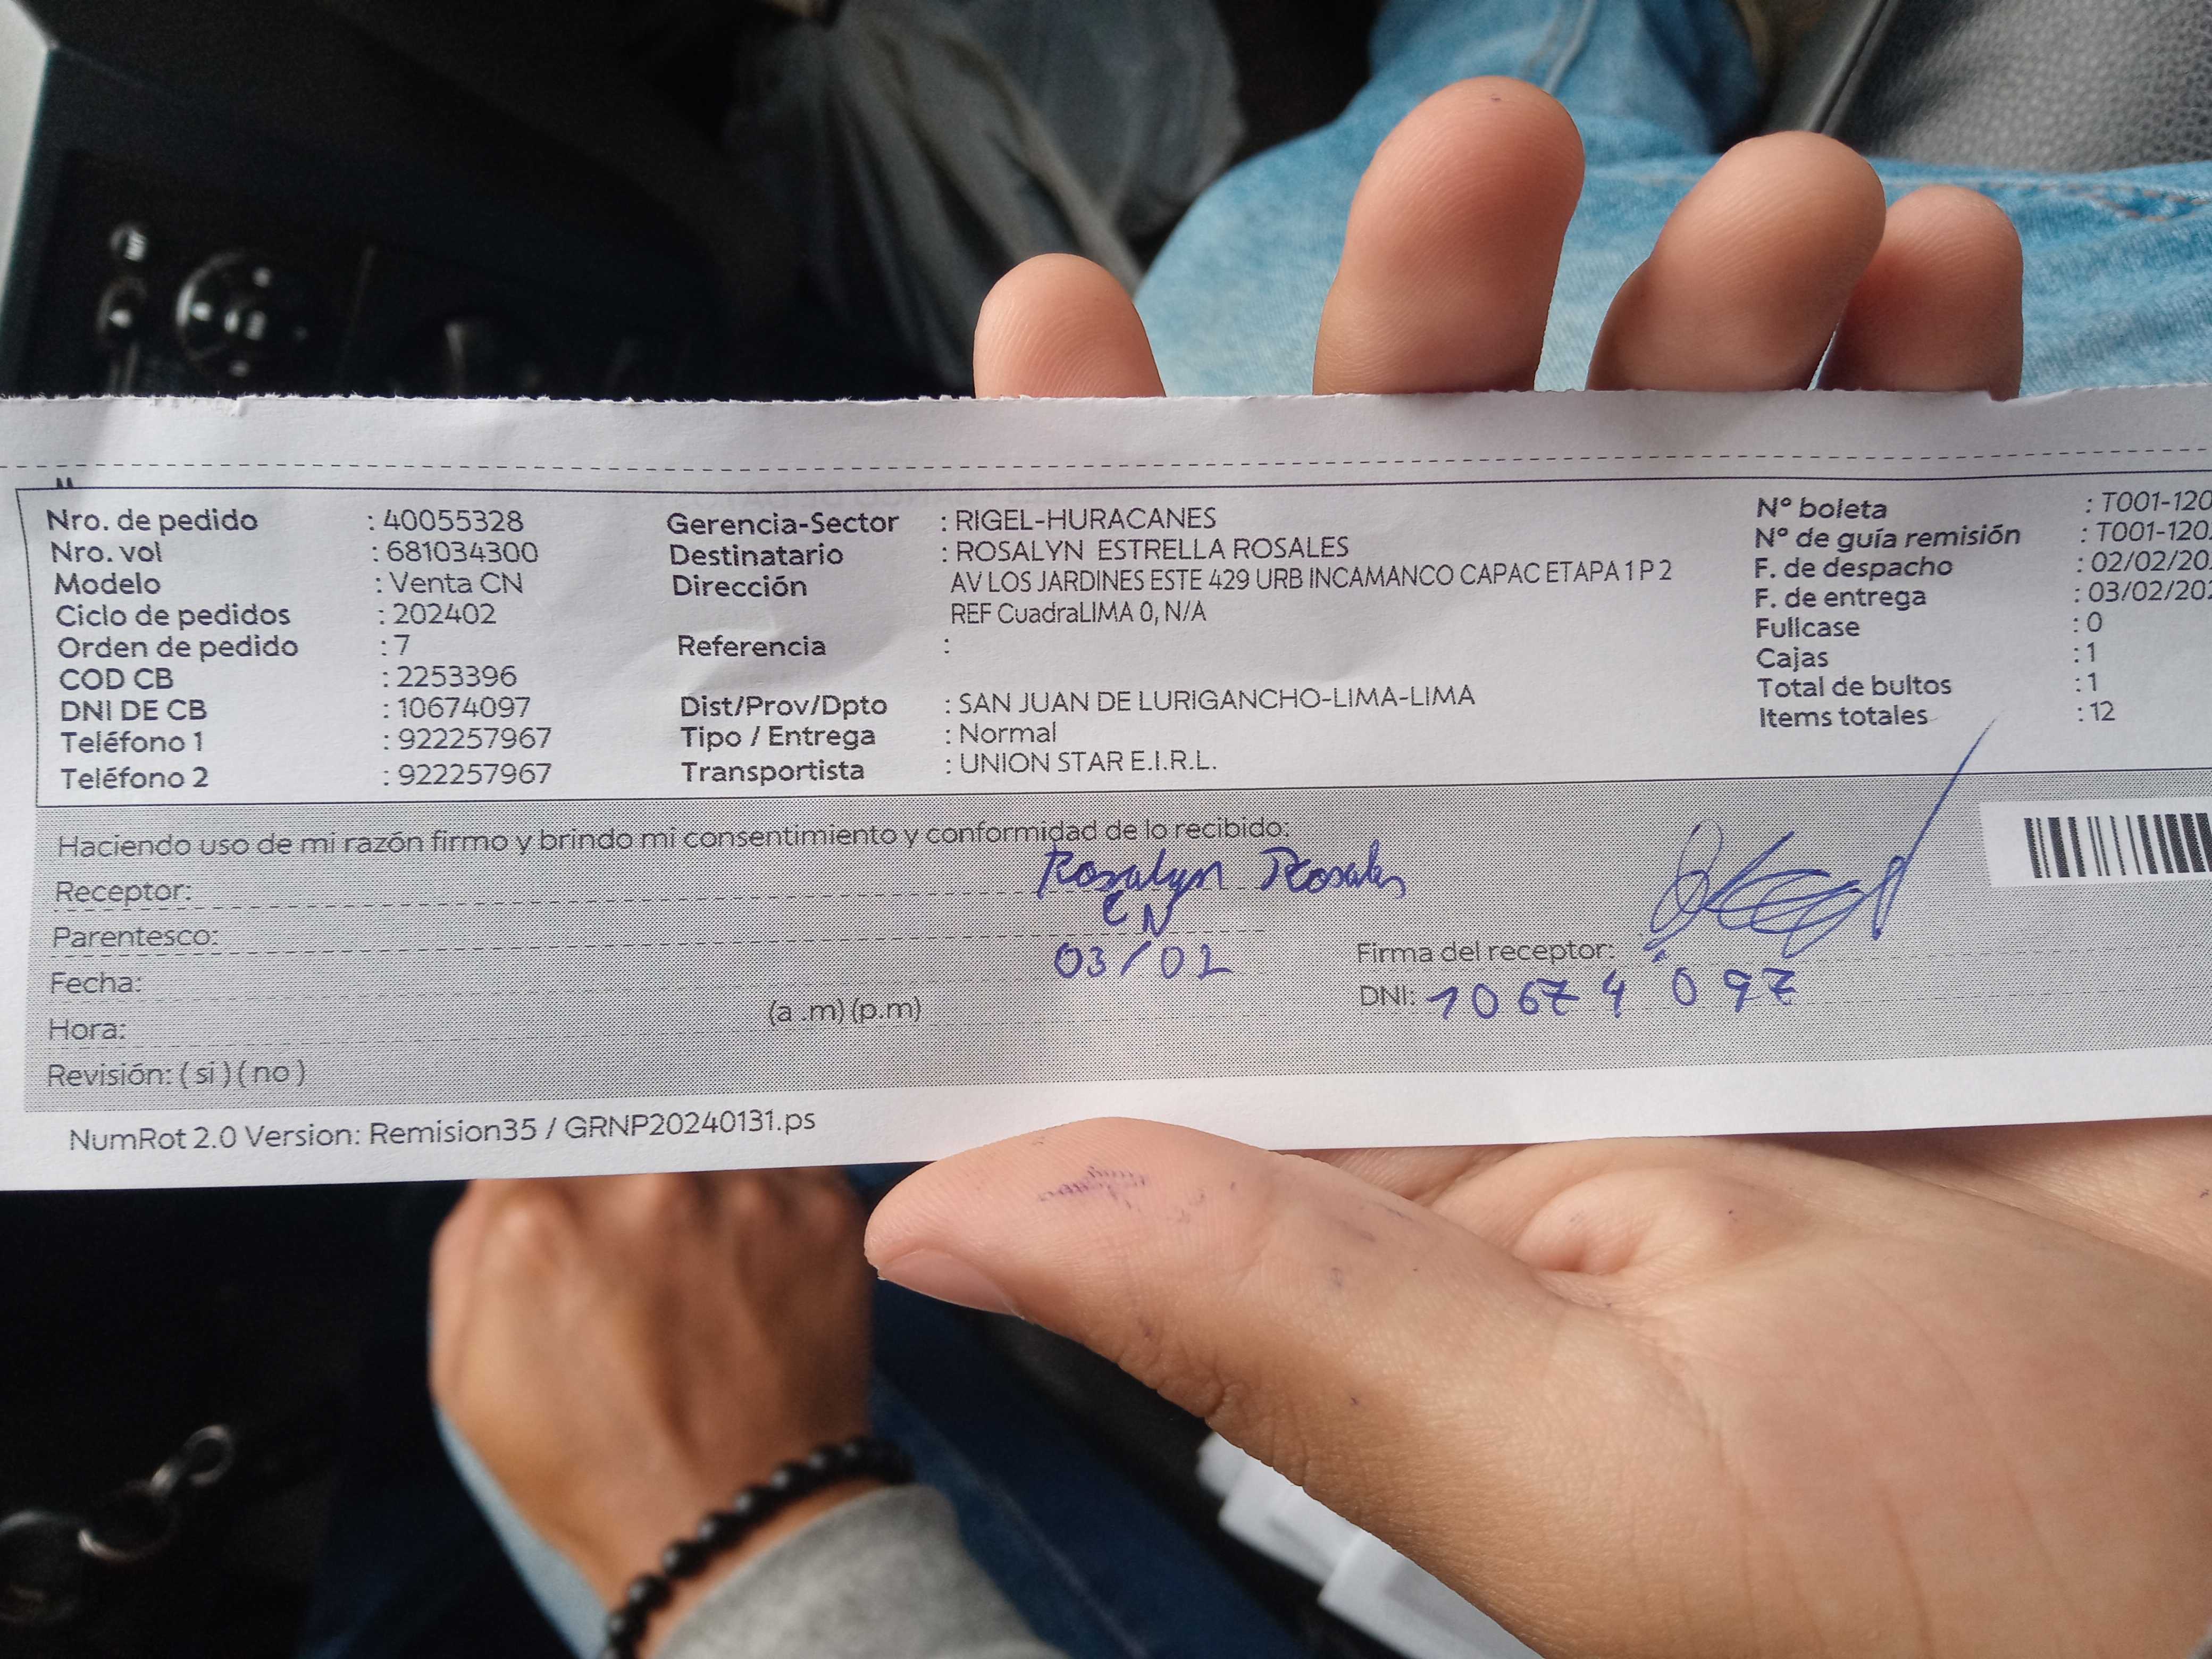 Nro. de pedido : 40055328
Nro. vol : 681034300
Modelo : Venta CN
Ciclo de pedidos : 202402
Orden de pedido : 7
COD CB : 2253396
DNI DE CB : 10674097
Teléfono 1 : 922257967
Teléfono 2 : 922257967
Gerencia-Sector : RIGEL-HURACANES
Destinatario : ROSALYN ESTRELLA ROSALES
Dirección AV LOS JARDINES ESTE 429 URB INCAMANCO CAPAC ETAPA 1 P 2
REF CuadraLIMA 0, N/A
Referencia :
Dist/Prov/Dpto : SAN JUAN DE LURIGANCHO-LIMA-LIMA
Tipo / Entrega : Normal
Transportista : UNION STAR E.I.R.L.
Nº boleta : T001-120
Nº de guía remisión : T001-120
F. de despacho : 02/02/20
F. de entrega : 03/02/20
Fullcase : 0
Cajas : 1
Total de bultos : 1
Items totales : 12
Haciendo uso de mi razón firmo y brindo mi consentimiento y conformidad de lo recibido:
Receptor: Rosalyn Rosales
Parentesco: CN
Fecha: 03/02
Hora: (a .m) (p.m)
Revisión: ( si ) ( no )
Firma del receptor:
DNI: 10674097
NumRot 2.0 Version: Remision35 / GRNP20240131.ps